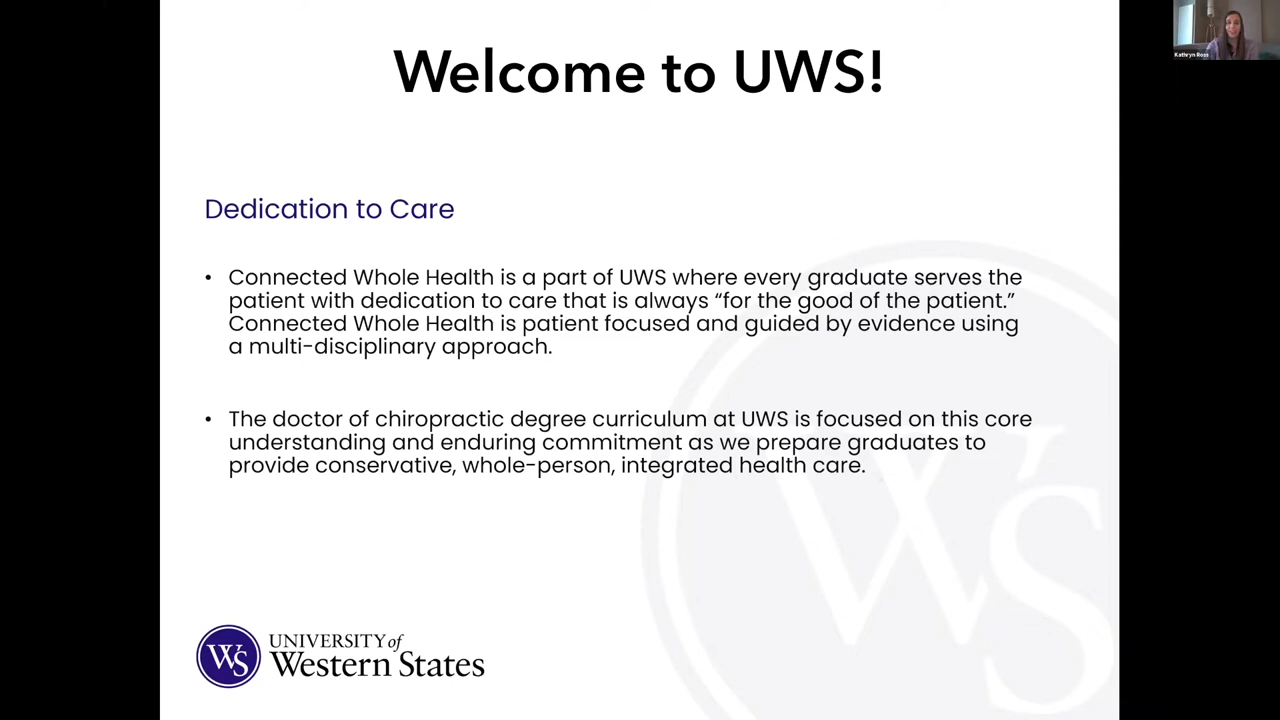 Welcome to UWS!
Kathryn Ross
Dedication to Care
• Connected Whole Health is a part of UWS where every graduate serves the
patient with dedication to care that is always “for the good of the patient.”
Connected Whole Health is patient focused and guided by evidence using
a multi-disciplinary approach.
• The doctor of chiropractic degree curriculum at UWS is focused on this core
understanding and enduring commitment as we prepare graduates to
provide conservative, whole-person, integrated health care.
WS
WS
UNIVERSITY of
Western States